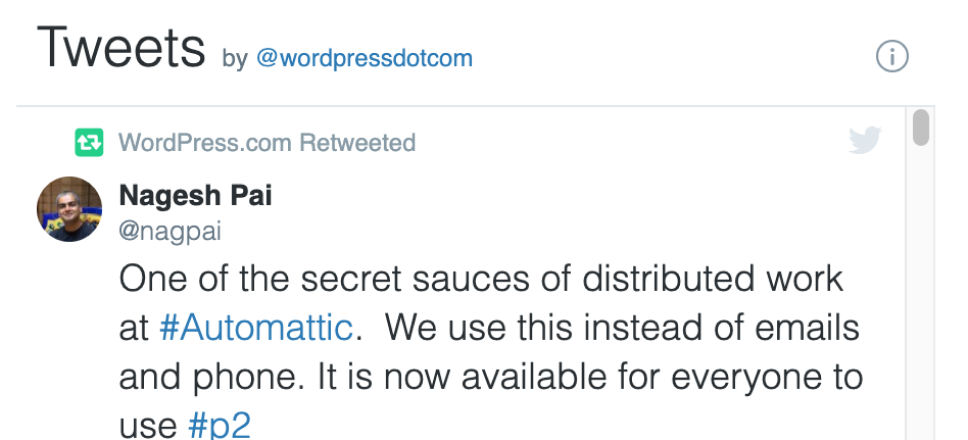 Tweets by @wordpressdotcom
WordPress.com Retweeted
Nagesh Pai
@nagpai
One of the secret sauces of distributed work
at #Automattic.  We use this instead of emails
and phone. It is now available for everyone to
use #p2